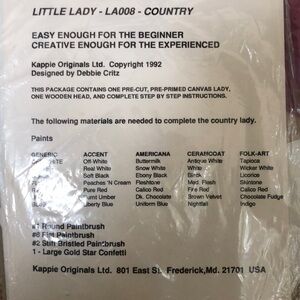 LITTLE LADY - LA008 - COUNTRY
EASY ENOUGH FOR THE BEGINNER
CREATIVE ENOUGH FOR THE EXPERIENCED
Kappie Originals Ltd. Copyright 1992
Designed by Debbie Critz
THIS PACKAGE CONTAINS ONE PRE-CUT, PRE-PRIMED CANVAS LADY,
ONE WOODEN HEAD, AND COMPLETE STEP BY STEP INSTRUCTIONS.
The following materials are needed to complete the country lady.
Paints
GENERIC ACCENT AMERICANA CERAMCOAT FOLK-ART
Off-White Buttermilk Antique White Tapioca
Real White Snow White White Wicker White
Soft Black Ebony Black Black Licorice
Peaches 'N Cream Fleshtone Med. Flesh Skintone
Pure Red Calico Red Fire Red Calico Red
Burnt Umber Dk. Chocolate Brown Velvet Chocolate Fudge
Liberty Blue Uniform Blue Nightfall Indigo
#1 Round Paintbrush
#8 Flat Paintbrush
#2 Stiff Bristled Paintbrush
1 - Large Gold Star Confetti
Kappie Originals Ltd. 801 East St. Frederick, Md. 21701 USA